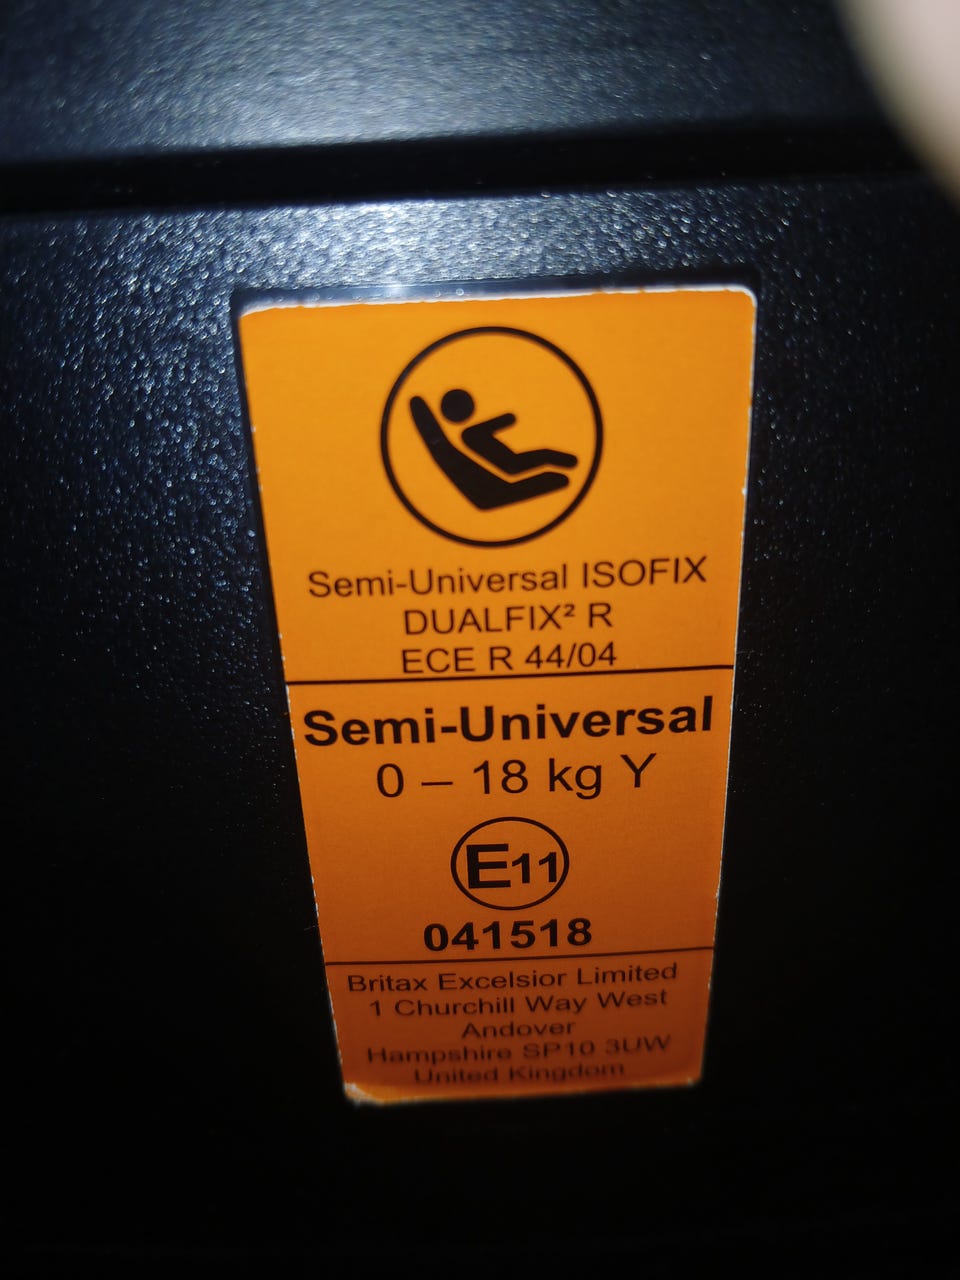 Semi-Universal ISOFIX
DUALFIX² R
ECE R 44/04
Semi-Universal
0 – 18 kg Y
E11
041518
Britax Excelsior Limited
1 Churchill Way West
Andover
Hampshire SP10 3UW
United Kingdom